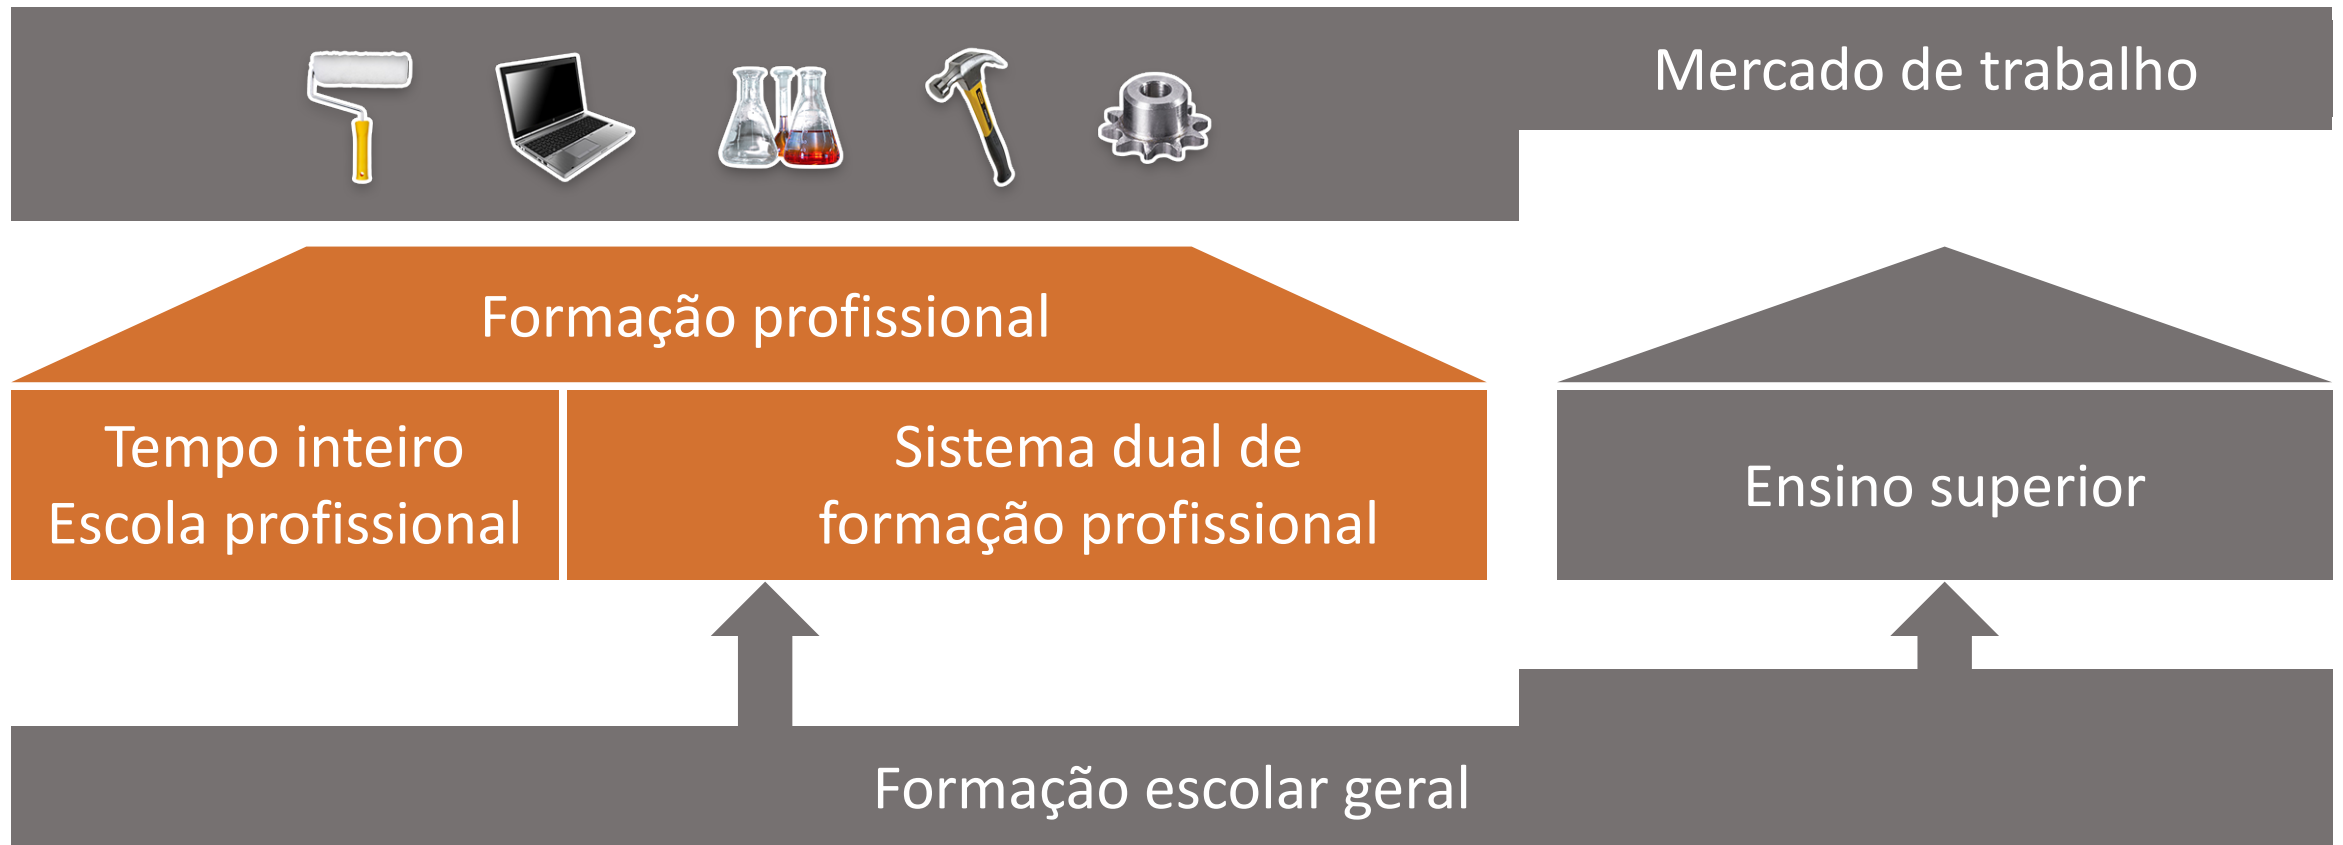 Mercado de trabalho
Formação profissional
Tempo inteiro
Escola profissional
Sistema dual de
formação profissional
Ensino superior
Formação escolar geral